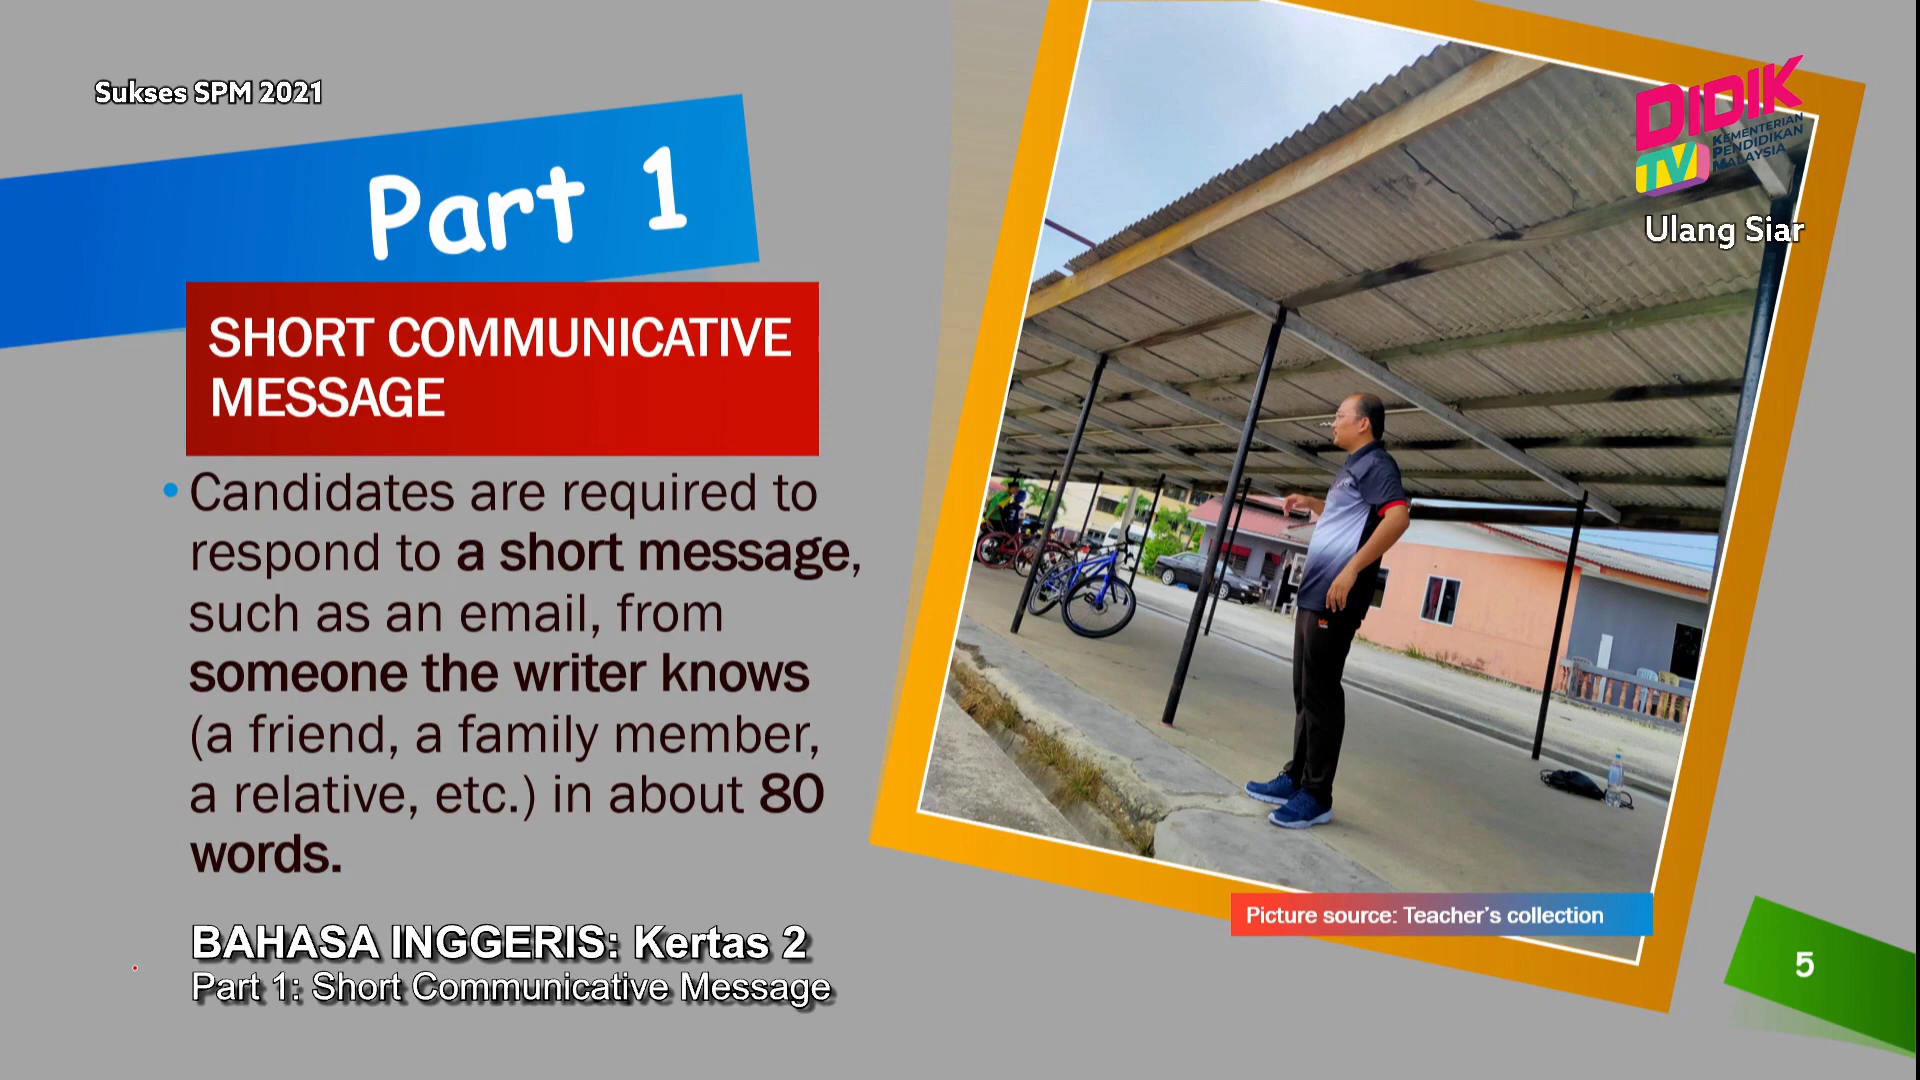 Sukses SPM 2021
Part 1
SHORT COMMUNICATIVE
MESSAGE
• Candidates are required to
respond to a short message,
such as an email, from
someone the writer knows
(a friend, a family member,
a relative, etc.) in about 80
words.
BAHASA INGGERIS: Kertas 2
Part 1: Short Communicative Message
DIDIK
TV
KEMENTERIAN
PENDIDIKAN
MALAYSIA
Ulang Siar
Picture source: Teacher's collection
5